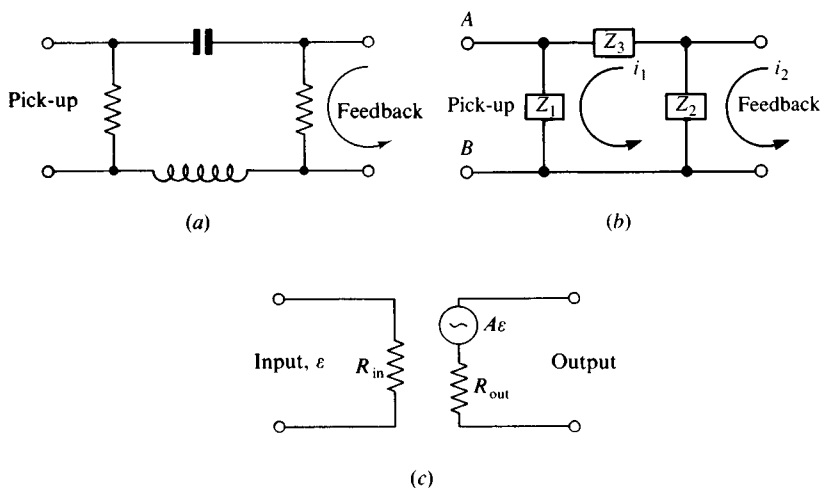 Pick-up
Feedback
(a)
A
Z3
i1
i2
Pick-up
Z1
Z2
Feedback
B
(b)
Input, ε
Rin
Aε
Rout
Output
(c)